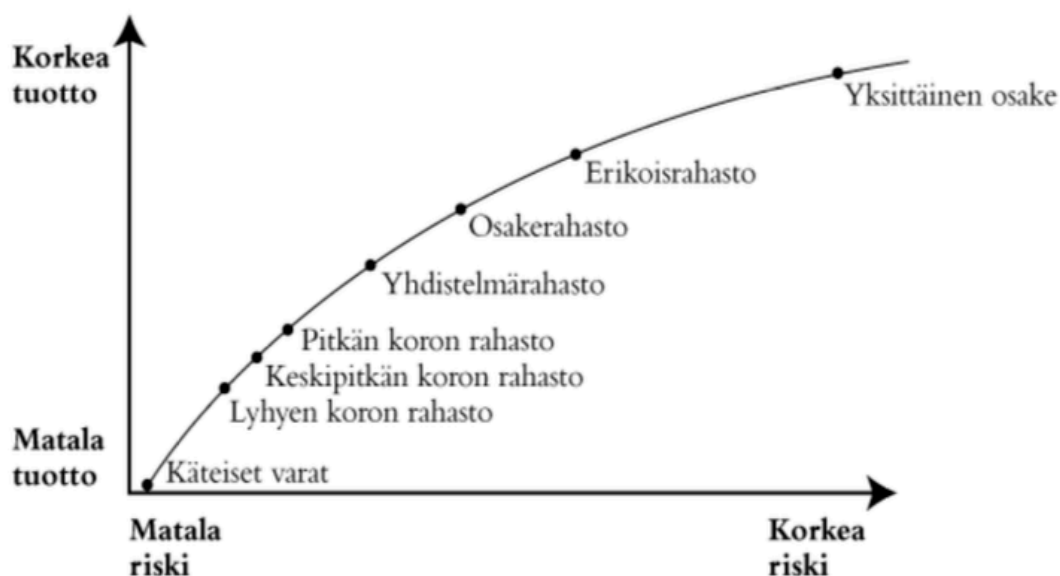 Korkea
tuotto
Yksittäinen osake
Erikoisrahasto
Osakerahasto
Yhdistelmärahasto
Pitkän koron rahasto
Keskipitkän koron rahasto
Lyhyen koron rahasto
Matala
tuotto
Käteiset varat
Matala
riski
Korkea
riski